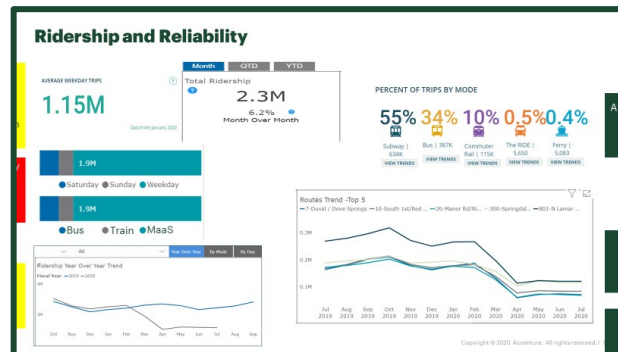 Ridership and Reliability
Month QTD YTD
AVERAGE WEEKDAY TRIPS ?
1.15M
Data from January 2020
Total Ridership
?
2.3M
6.2% ?
Month Over Month
PERCENT OF TRIPS BY MODE
55% 34% 10% 0.5% 0.4%
Subway | 634K
Bus | 387K
Commuter Rail | 115K
The RIDE | 5,650
Ferry | 5,083
VIEW TRENDS VIEW TRENDS VIEW TRENDS VIEW TRENDS VIEW TRENDS
1.9M
Saturday Sunday Weekday
1.9M
Bus Train MaaS
All Year Over Year By Mode By Day
Ridership Year Over Year Trend
Fiscal Year 2019 2020
Oct Nov Dec Jan Feb Mar Apr May Jun Jul Aug Sep
Routes Trend -Top 5
7-Duval / Dove Springs 10-South 1st/Red ... 20-Manor Rd/Ri... 300-Springdal... 801-N Lamar ...
0.3M
0.2M
0.1M
Jul Aug Sep Oct Nov Dec Jan Feb Mar Apr May Jun Jul
2019 2019 2019 2019 2019 2019 2020 2020 2020 2020 2020 2020 2020
Copyright © 2020 Accenture. All rights reserved. |